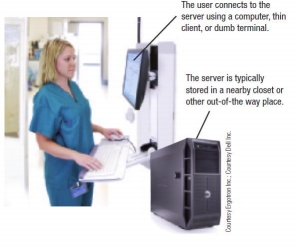 The user connects to the
server using a computer, thin
client, or dumb terminal.
The server is typically
stored in a nearby closet or
other out-of-the way place.
Courtesy Ergotron Inc.; Courtesy Dell Inc.